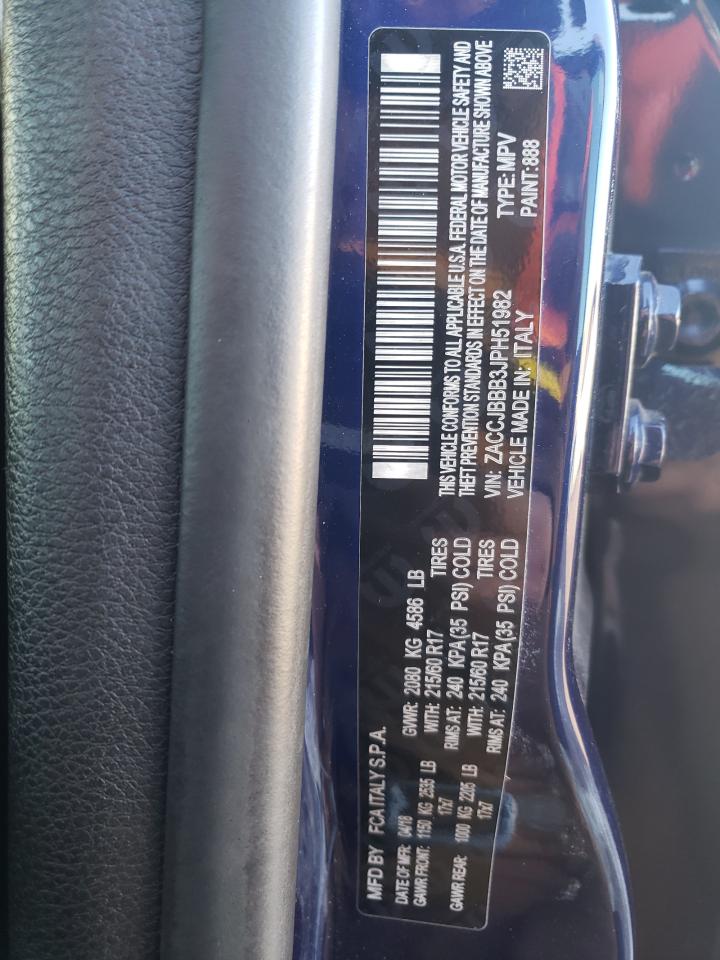 MFD BY FCA ITALY S.P.A.
DATE OF MFR: 04/18 GVWR: 2080 KG 4586 LB
GAWR FRONT: 1150 KG 2535 LB WITH: 215/60 R17 TIRES
17x7 RIMS AT: 240 KPA(35 PSI) COLD
GAWR REAR: 1000 KG 2205 LB WITH: 215/60 R17 TIRES
17x7 RIMS AT: 240 KPA(35 PSI) COLD
THIS VEHICLE CONFORMS TO ALL APPLICABLE U.S.A. FEDERAL MOTOR VEHICLE SAFETY AND
THEFT PREVENTION STANDARDS IN EFFECT ON THE DATE OF MANUFACTURE SHOWN ABOVE
VIN: ZACCJBBB3JPH51982 TYPE: MPV
VEHICLE MADE IN: ITALY PAINT: 888